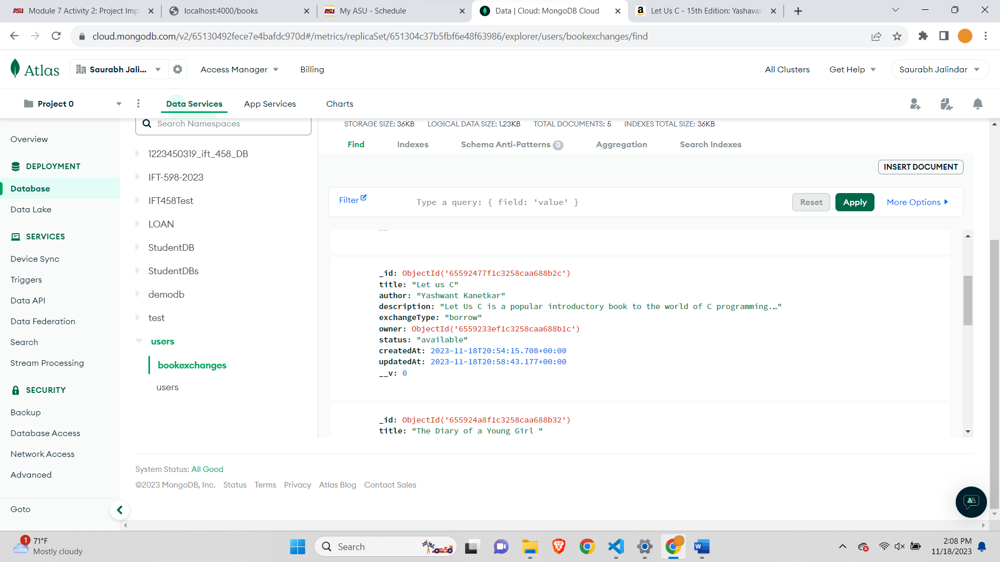 Module 7 Activity 2: Project Impl
localhost:4000/books
My ASU - Schedule
Data | Cloud: MongoDB Cloud
Let Us C - 15th Edition: Yashavan
cloud.mongodb.com/v2/65130492fece7e4bafdc970d#/metrics/replicaSet/651304c37b5fbf6e48f63986/explorer/users/bookexchanges/find
Atlas
Saurabh Jali...
Access Manager
Billing
All Clusters
Get Help
Saurabh Jalindar
Project 0
Data Services
App Services
Charts
Overview
DEPLOYMENT
Database
Data Lake
SERVICES
Device Sync
Triggers
Data API
Data Federation
Search
Stream Processing
SECURITY
Backup
Database Access
Network Access
Advanced
Goto
Search Namespaces
1223450319_ift_458_DB
IFT-598-2023
IFT458Test
LOAN
StudentDB
StudentDBs
demodb
test
users
bookexchanges
users
STORAGE SIZE: 36KB LOGICAL DATA SIZE: 1.23KB TOTAL DOCUMENTS: 5 INDEXES TOTAL SIZE: 36KB
Find Indexes Schema Anti-Patterns 0 Aggregation Search Indexes
INSERT DOCUMENT
Filter Type a query: { field: 'value' } Reset Apply More Options
_id: ObjectId('65592477f1c3258caa688b2c')
title: "Let us C"
author: "Yashwant Kanetkar"
description: "Let Us C is a popular introductory book to the world of C programming.…"
exchangeType: "borrow"
owner: ObjectId('6559233ef1c3258caa688b1c')
status: "available"
createdAt: 2023-11-18T20:54:15.708+00:00
updatedAt: 2023-11-18T20:58:43.177+00:00
__v: 0
_id: ObjectId('655924a8f1c3258caa688b32')
title: "The Diary of a Young Girl "
System Status: All Good
©2023 MongoDB, Inc. Status Terms Privacy Atlas Blog Contact Sales
1
71°F
Mostly cloudy
Search
2:08 PM
11/18/2023